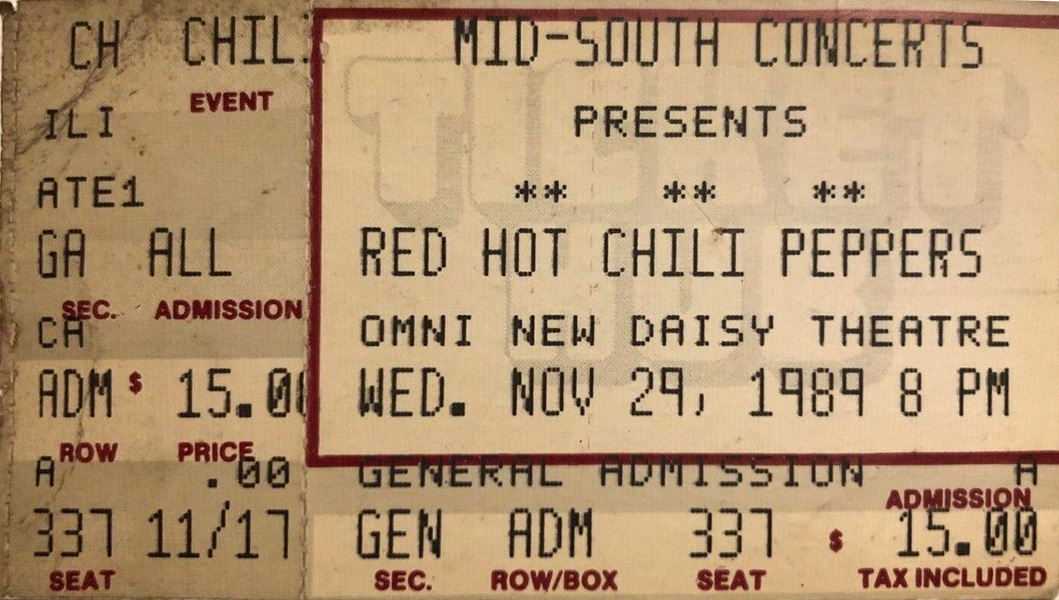 CH CHIL
EVENT
ILI
ATE1
GA ALL
SEC. ADMISSION
CA
ADM $ 15.00
ROW PRICE
A .00
337 11/17
SEAT
MID-SOUTH CONCERTS
PRESENTS
** ** **
RED HOT CHILI PEPPERS
OMNI NEW DAISY THEATRE
WED. NOV 29, 1989 8 PM
GENERAL ADMISSION A
ADMISSION
GEN ADM 337 $ 15.00
SEC. ROW/BOX SEAT TAX INCLUDED